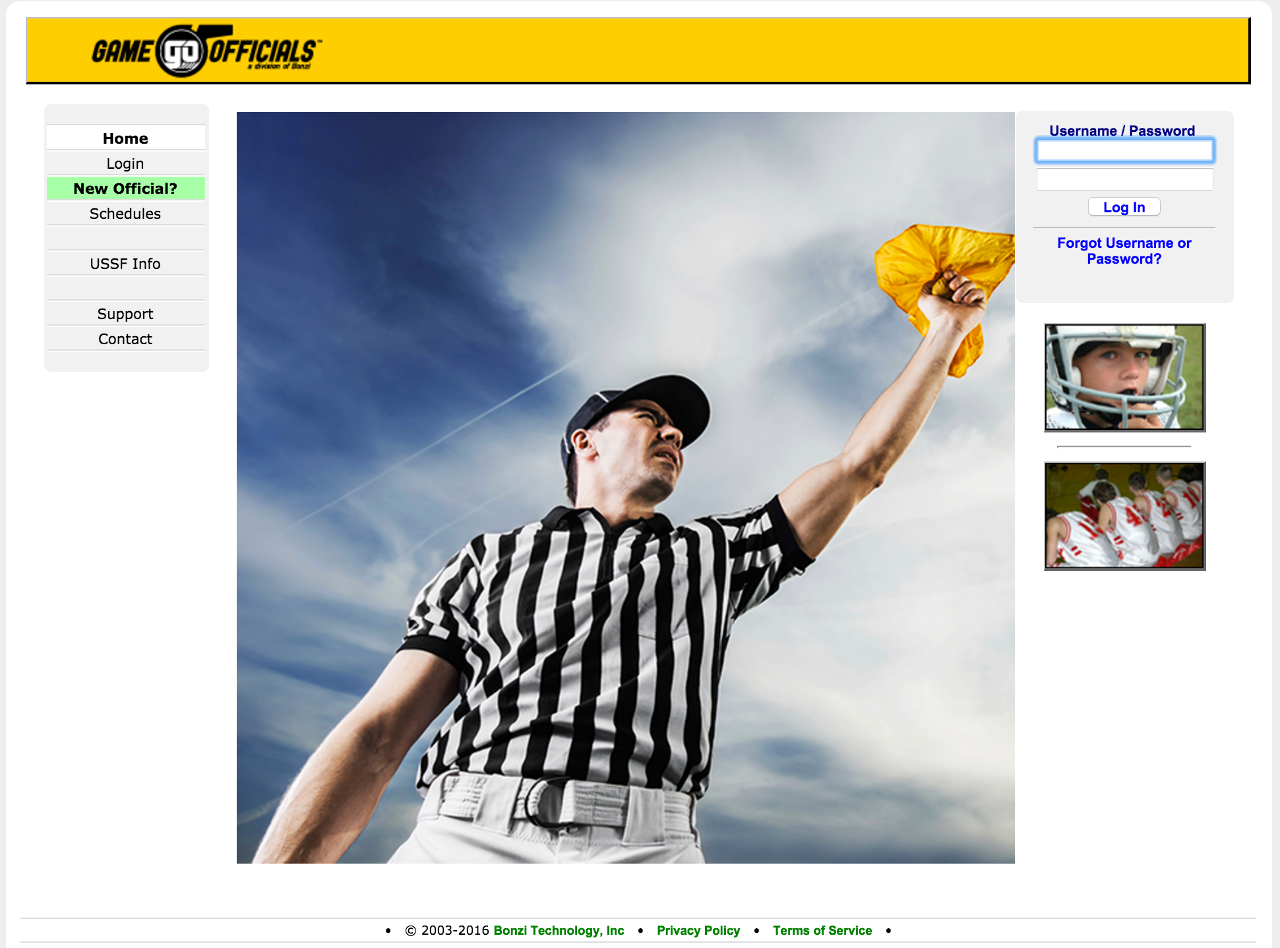 GAME go OFFICIALS
a division of Bonzi
Home
Login
New Official?
Schedules
USSF Info
Support
Contact
Username / Password
Log In
Forgot Username or
Password?
• © 2003-2016 Bonzi Technology, Inc • Privacy Policy • Terms of Service •